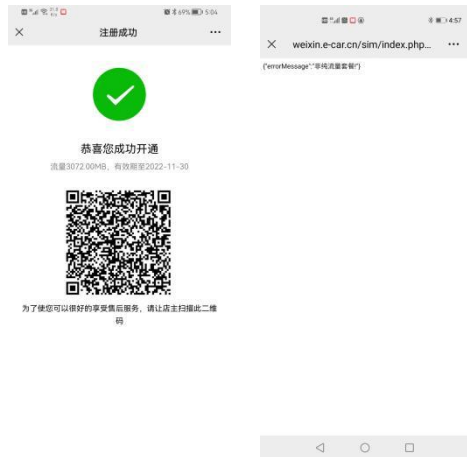 69% 5:04
注册成功
恭喜您成功开通
流量3072.00MB，有效期至2022-11-30
为了使您可以很好的享受售后服务，请让店主扫描此二维
码
4:57
weixin.e-car.cn/sim/index.php...
{"errorMessage":"非纯流量套餐!"}